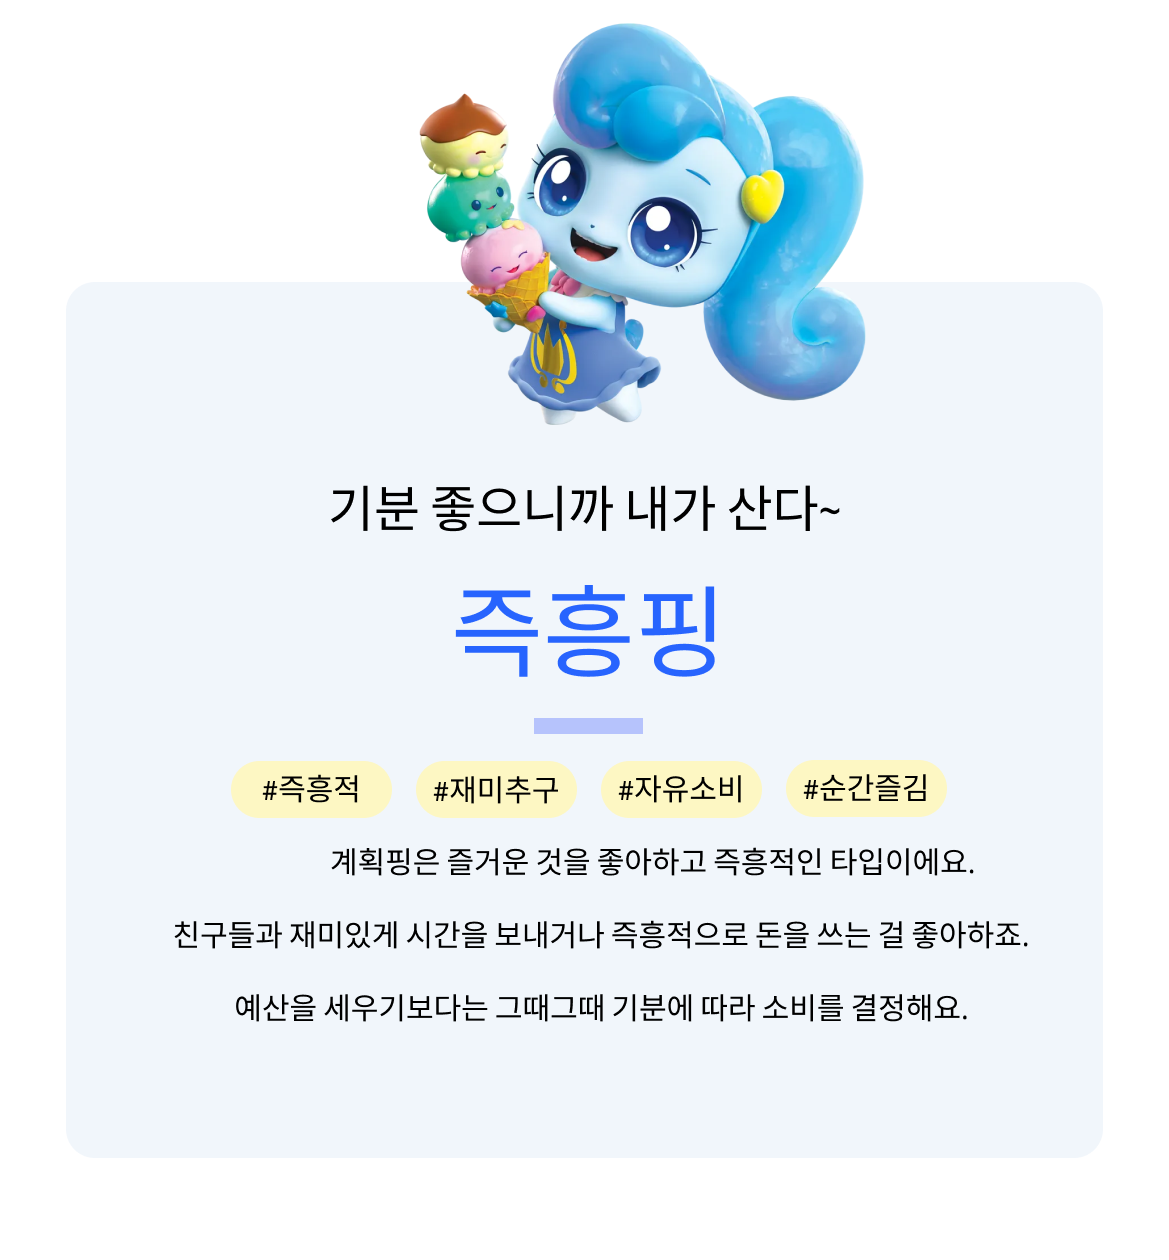 기분 좋으니까 내가 산다~
즉흥핑
#즉흥적 #재미추구 #자유소비 #순간즐김
계획핑은 즐거운 것을 좋아하고 즉흥적인 타입이에요.
친구들과 재미있게 시간을 보내거나 즉흥적으로 돈을 쓰는 걸 좋아하죠.
예산을 세우기보다는 그때그때 기분에 따라 소비를 결정해요.